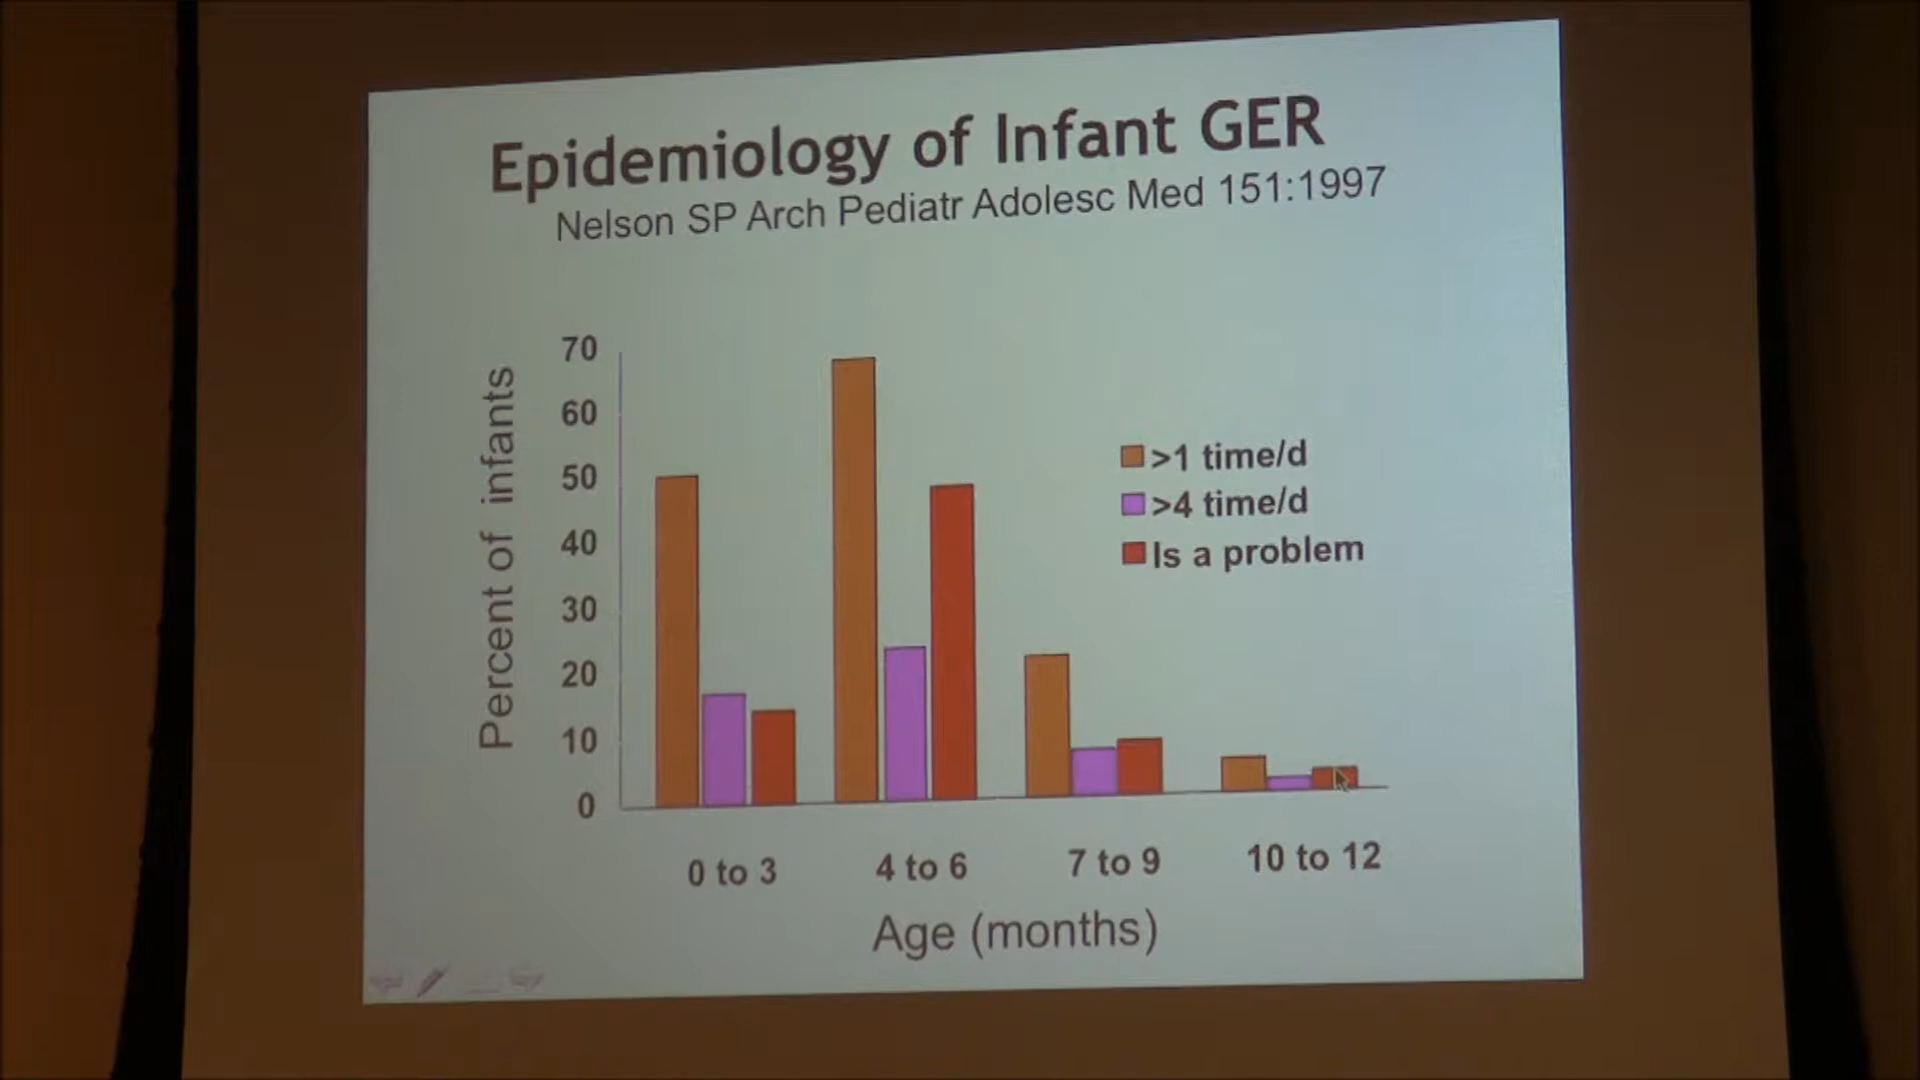 Epidemiology of Infant GER
Nelson SP Arch Pediatr Adolesc Med 151:1997
Percent of infants
70
60
50
40
30
20
10
0
>1 time/d
>4 time/d
Is a problem
0 to 3
4 to 6
7 to 9
10 to 12
Age (months)